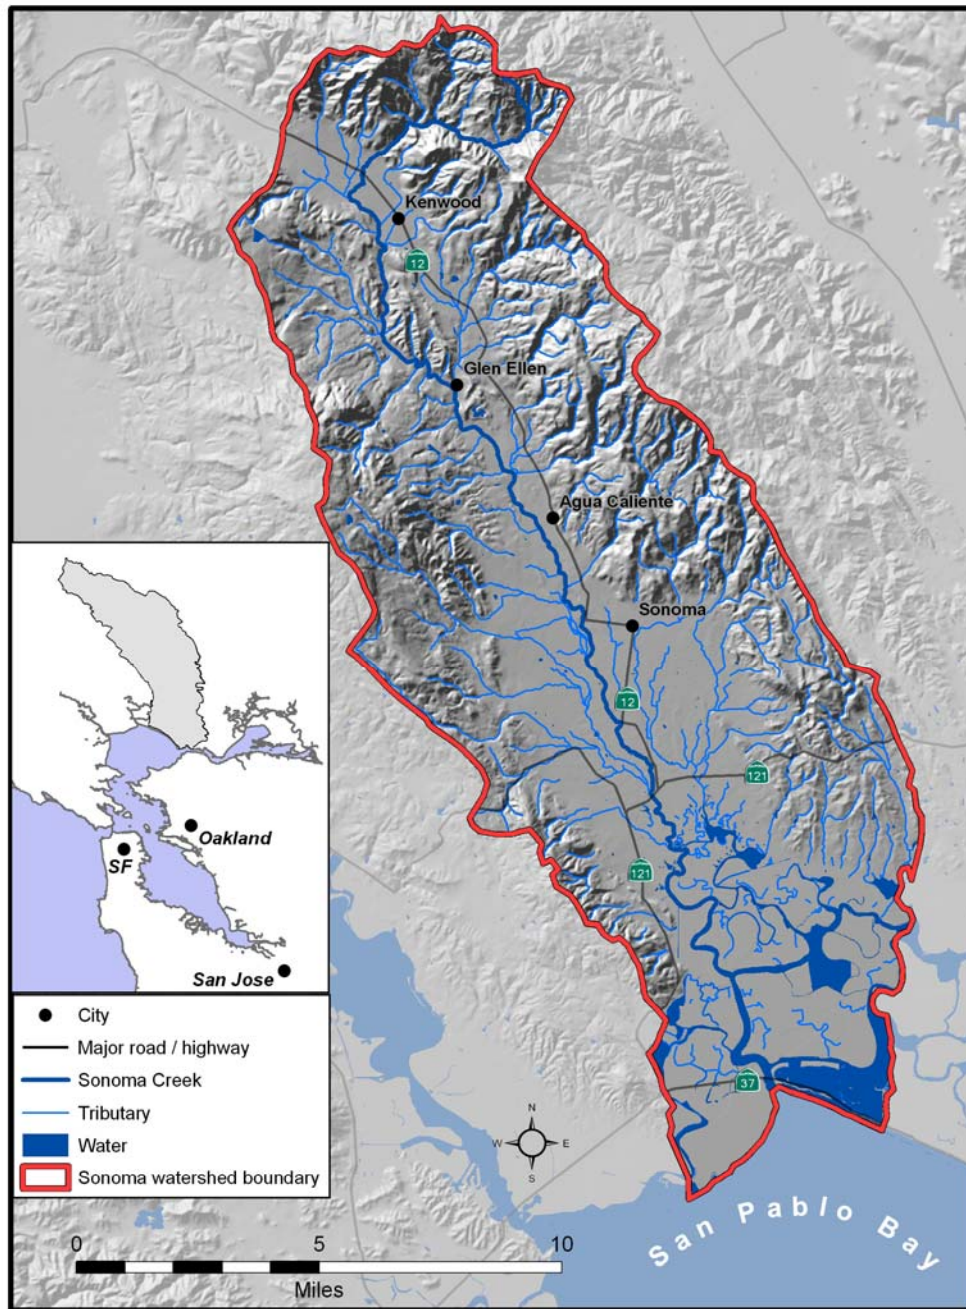 Kenwood
12
Glen Ellen
Agua Caliente
Sonoma
12
121
121
37
San Pablo Bay
Oakland
SF
San Jose
City
Major road / highway
Sonoma Creek
Tributary
Water
Sonoma watershed boundary
N
W E
S
0 5 10
Miles